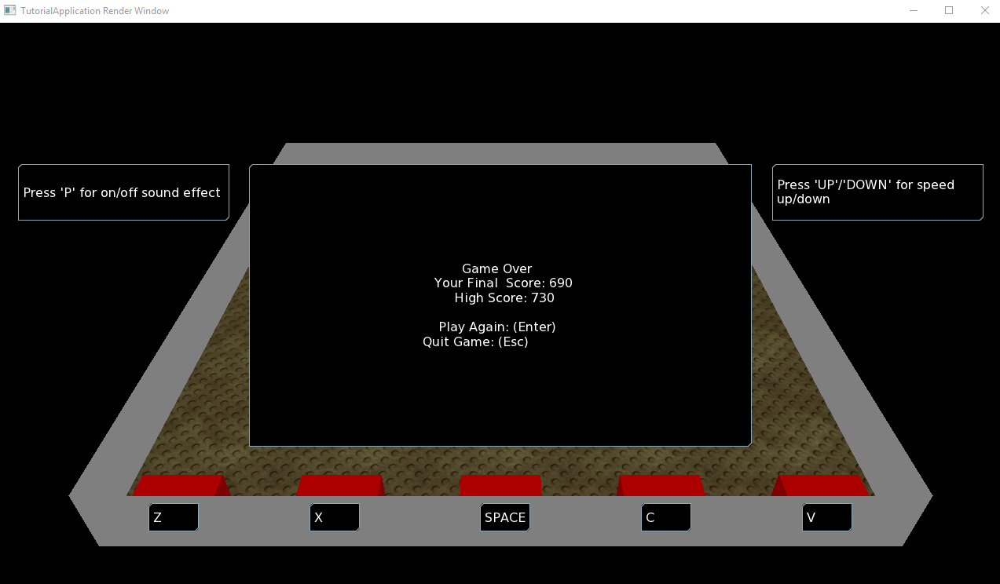 TutorialApplication Render Window
Press 'P' for on/off sound effect
Press 'UP'/'DOWN' for speed
up/down
Game Over
Your Final  Score: 690
High Score: 730
Play Again: (Enter)
Quit Game: (Esc)
Z
X
SPACE
C
V